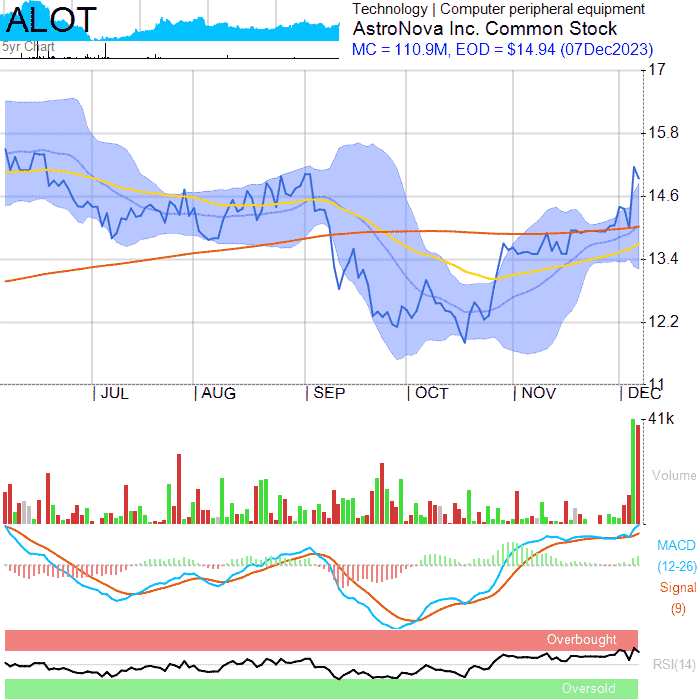 ALOT
5yr Chart
Technology | Computer peripheral equipment
AstroNova Inc. Common Stock
MC = 110.9M, EOD = $14.94 (07Dec2023)
17
15.8
14.6
13.4
12.2
11
JUL AUG SEP OCT NOV DEC
41k
Volume
MACD
(12-26)
Signal
(9)
Overbought
RSI(14)
Oversold